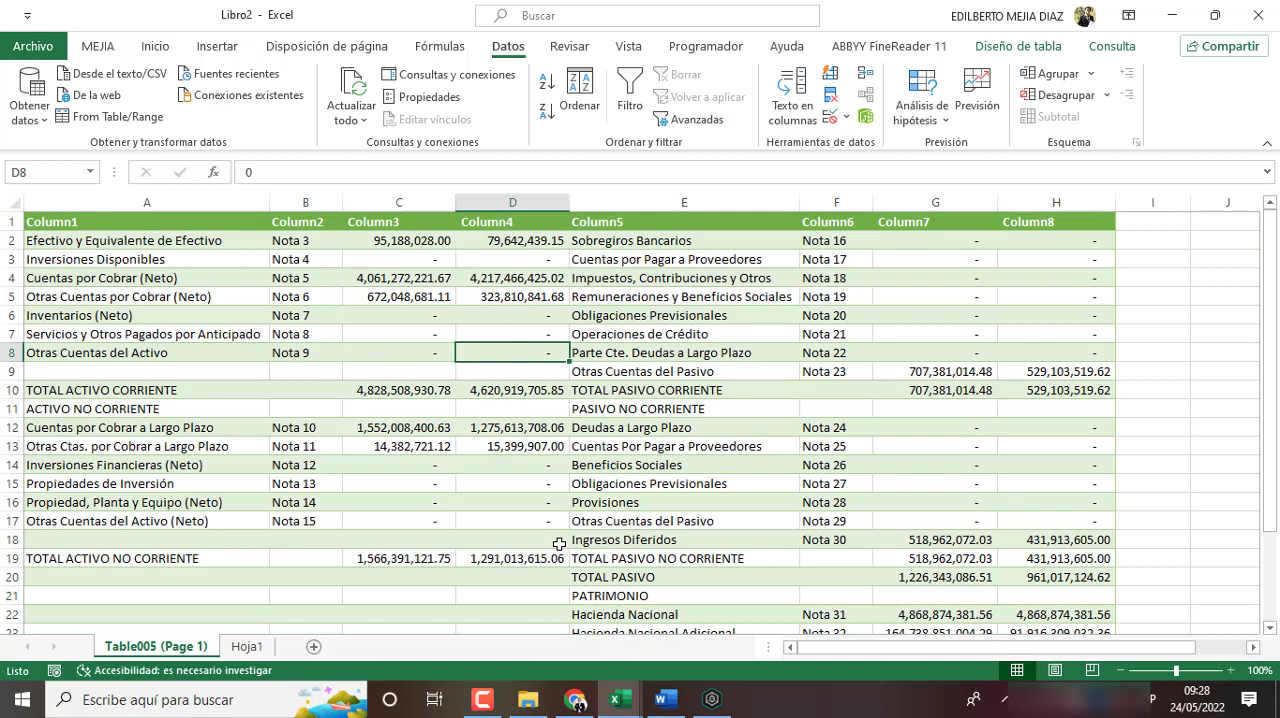 Libro2 - Excel
Buscar
EDILBERTO MEJIA DIAZ
Archivo MEJIA Inicio Insertar Disposición de página Fórmulas Datos Revisar Vista Programador Ayuda ABBYY FineReader 11 Diseño de tabla Consulta Compartir
Obtener datos
Desde el texto/CSV
De la web
From Table/Range
Fuentes recientes
Conexiones existentes
Obtener y transformar datos
Actualizar todo
Consultas y conexiones
Propiedades
Editar vínculos
Consultas y conexiones
Ordenar
Filtro
Borrar
Volver a aplicar
Avanzadas
Ordenar y filtrar
Texto en columnas
Herramientas de datos
Análisis de hipótesis
Previsión
Previsión
Agrupar
Desagrupar
Subtotal
Esquema
D8 fx 0
A B C D E F G H I J
1 Column1 Column2 Column3 Column4 Column5 Column6 Column7 Column8
2 Efectivo y Equivalente de Efectivo Nota 3 95,188,028.00 79,642,439.15 Sobregiros Bancarios Nota 16 - -
3 Inversiones Disponibles Nota 4 - - Cuentas por Pagar a Proveedores Nota 17 - -
4 Cuentas por Cobrar (Neto) Nota 5 4,061,272,221.67 4,217,466,425.02 Impuestos, Contribuciones y Otros Nota 18 - -
5 Otras Cuentas por Cobrar (Neto) Nota 6 672,048,681.11 323,810,841.68 Remuneraciones y Beneficios Sociales Nota 19 - -
6 Inventarios (Neto) Nota 7 - - Obligaciones Previsionales Nota 20 - -
7 Servicios y Otros Pagados por Anticipado Nota 8 - - Operaciones de Crédito Nota 21 - -
8 Otras Cuentas del Activo Nota 9 - - Parte Cte. Deudas a Largo Plazo Nota 22 - -
9 Otras Cuentas del Pasivo Nota 23 707,381,014.48 529,103,519.62
10 TOTAL ACTIVO CORRIENTE 4,828,508,930.78 4,620,919,705.85 TOTAL PASIVO CORRIENTE 707,381,014.48 529,103,519.62
11 ACTIVO NO CORRIENTE PASIVO NO CORRIENTE
12 Cuentas por Cobrar a Largo Plazo Nota 10 1,552,008,400.63 1,275,613,708.06 Deudas a Largo Plazo Nota 24
13 Otras Ctas. por Cobrar a Largo Plazo Nota 11 14,382,721.12 15,399,907.00 Cuentas Por Pagar a Proveedores Nota 25 - -
14 Inversiones Financieras (Neto) Nota 12 - - Beneficios Sociales Nota 26 - -
15 Propiedades de Inversión Nota 13 - - Obligaciones Previsionales Nota 27 - -
16 Propiedad, Planta y Equipo (Neto) Nota 14 - - Provisiones Nota 28 - -
17 Otras Cuentas del Activo (Neto) Nota 15 - - Otras Cuentas del Pasivo Nota 29 - -
18 Ingresos Diferidos Nota 30 518,962,072.03 431,913,605.00
19 TOTAL ACTIVO NO CORRIENTE 1,566,391,121.75 1,291,013,615.06 TOTAL PASIVO NO CORRIENTE 518,962,072.03 431,913,605.00
20 TOTAL PASIVO 1,226,343,086.51 961,017,124.62
21 PATRIMONIO
22 Hacienda Nacional Nota 31 4,868,874,381.56 4,868,874,381.56
23 Hacienda Nacional Adicional Nota 32 164,738,851,004.29 91,916,309,032.36
Table005 (Page 1) Hoja1
Listo Accesibilidad: es necesario investigar 100%
Escribe aquí para buscar
P
09:28
24/05/2022